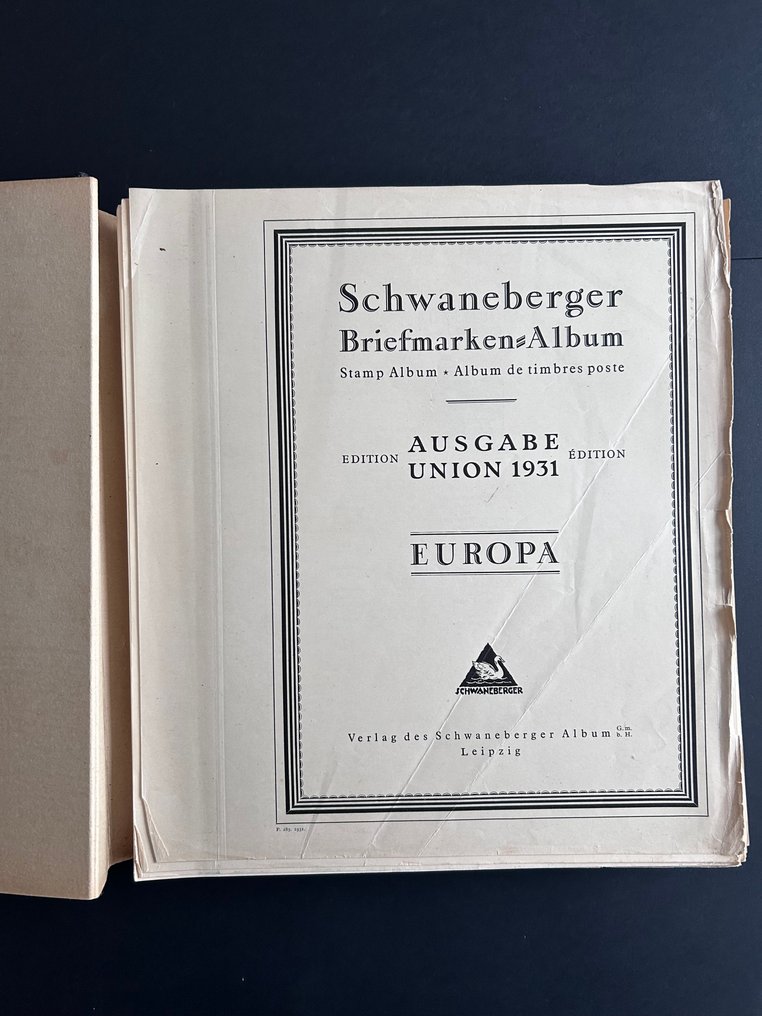 Schwaneberger
Briefmarken=Album
Stamp Album ★ Album de timbres poste
EDITION AUSGABE UNION 1931 ÉDITION
EUROPA
SCHWANEBERGER
Verlag des Schwaneberger Album G.m.b.H.
Leipzig